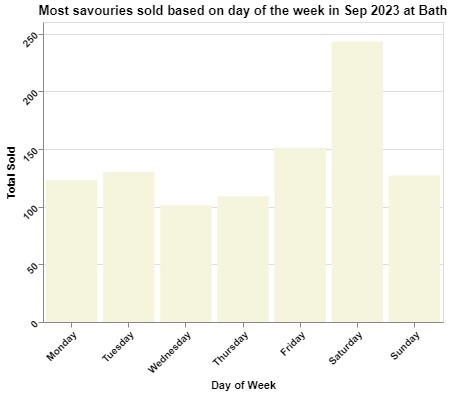 Most savouries sold based on day of the week in Sep 2023 at Bath
250
200
150
100
50
0
Total Sold
Monday
Tuesday
Wednesday
Thursday
Friday
Saturday
Sunday
Day of Week